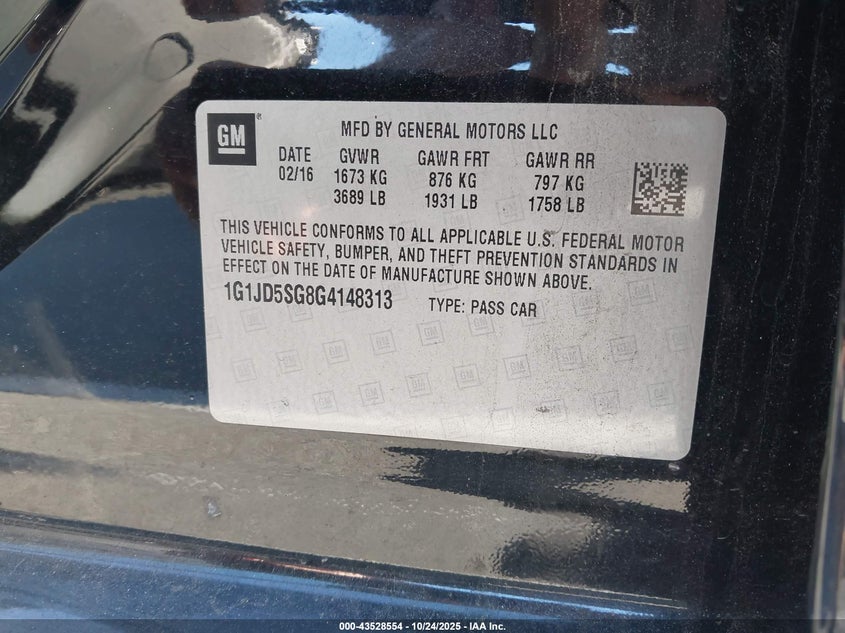 GM
®
MFD BY GENERAL MOTORS LLC
DATE GVWR GAWR FRT GAWR RR
02/16 1673 KG 876 KG 797 KG
3689 LB 1931 LB 1758 LB
THIS VEHICLE CONFORMS TO ALL APPLICABLE U.S. FEDERAL MOTOR
VEHICLE SAFETY, BUMPER, AND THEFT PREVENTION STANDARDS IN
EFFECT ON THE DATE OF MANUFACTURE SHOWN ABOVE.
1G1JD5SG8G4148313 TYPE: PASS CAR
000-43528554 - 10/24/2025 - IAA Inc.